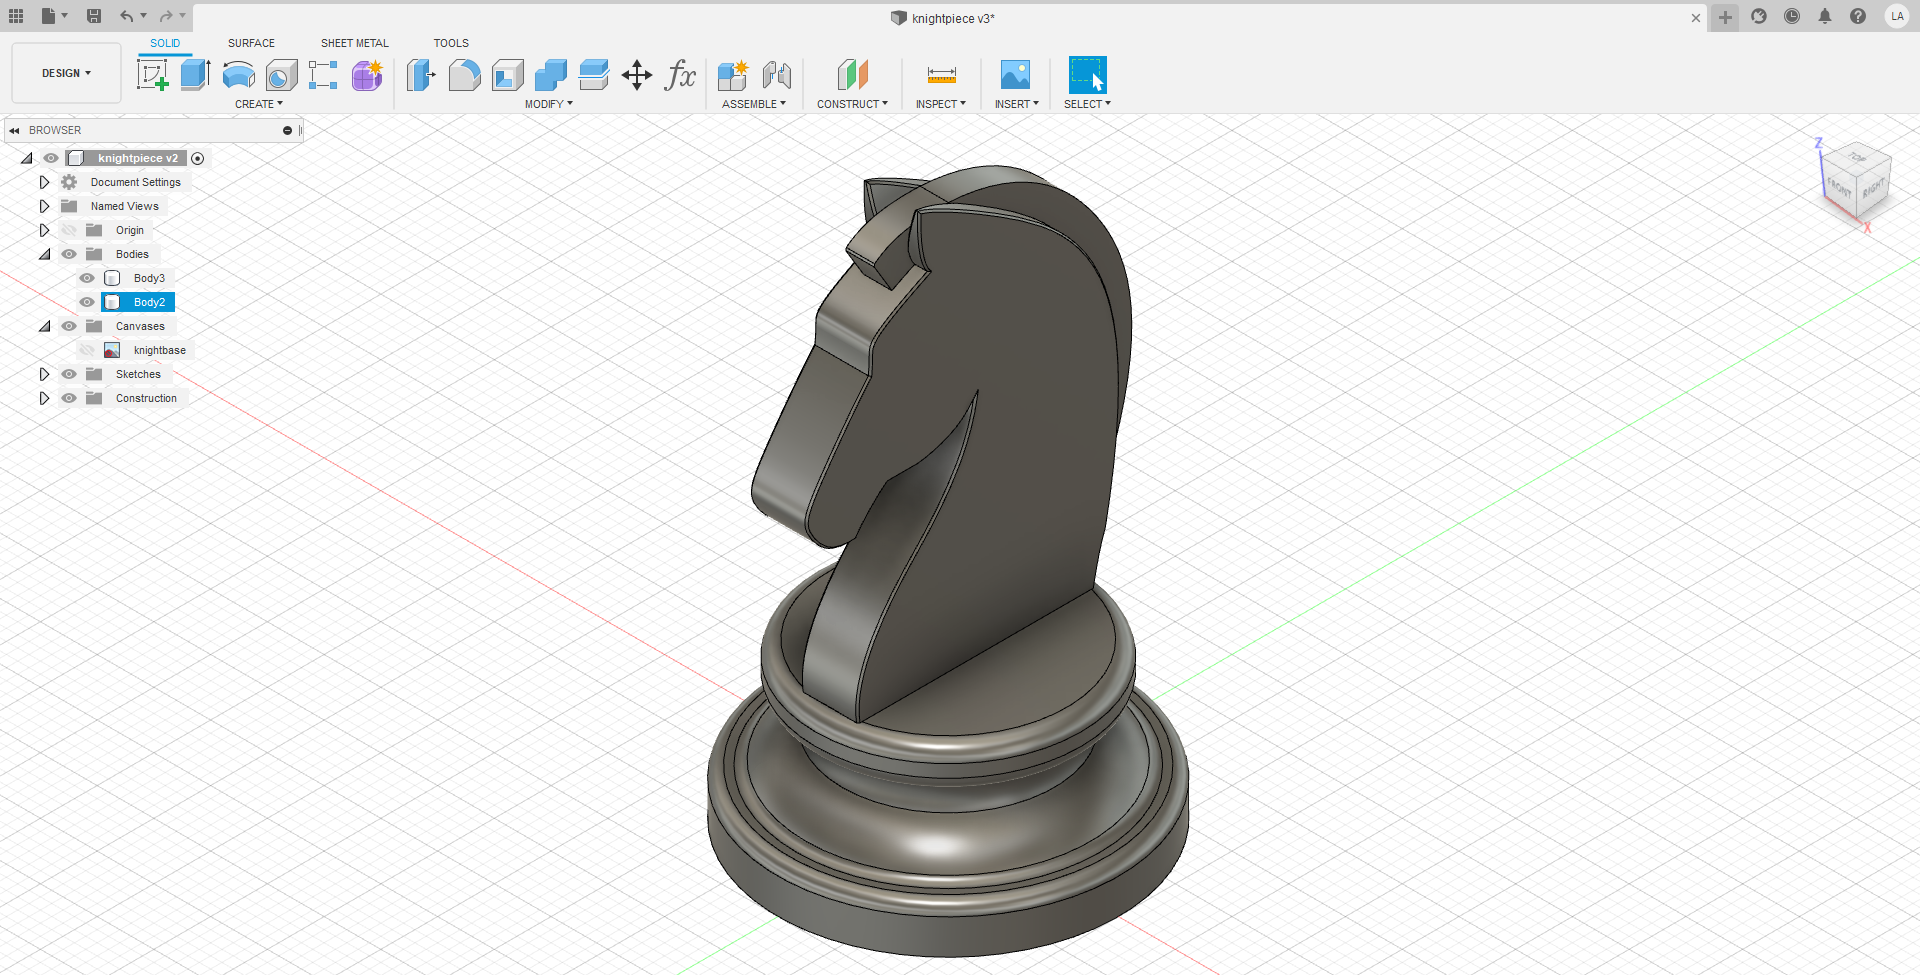 knightpiece v3*
LA
SOLID SURFACE SHEET METAL TOOLS
DESIGN
fx
CREATE MODIFY ASSEMBLE CONSTRUCT INSPECT INSERT SELECT
BROWSER
knightpiece v2
Document Settings
Named Views
Origin
Bodies
Body3
Body2
Canvases
knightbase
Sketches
Construction
Z
TOP
FRONT
RIGHT
X